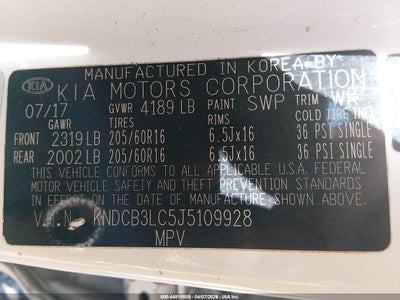 MANUFACTURED IN KOREA BY
KIA KIA MOTORS CORPORATION
07/17 GVWR 4189 LB PAINT SWP TRIM WK
GAWR TIRES RIMS COLD TIRE INFL
FRONT 2319 LB 205/60R16 6.5Jx16 36 PSI SINGLE
REAR 2002 LB 205/60R16 6.5Jx16 36 PSI SINGLE
THIS VEHICLE CONFORMS TO ALL APPLICABLE U.S.A. FEDERAL
MOTOR VEHICLE SAFETY AND THEFT PREVENTION STANDARDS
IN EFFECT ON THE DATE OF MANUFACTURE SHOWN ABOVE.
V.I.N. KNDCB3LC5J5109928
MPV